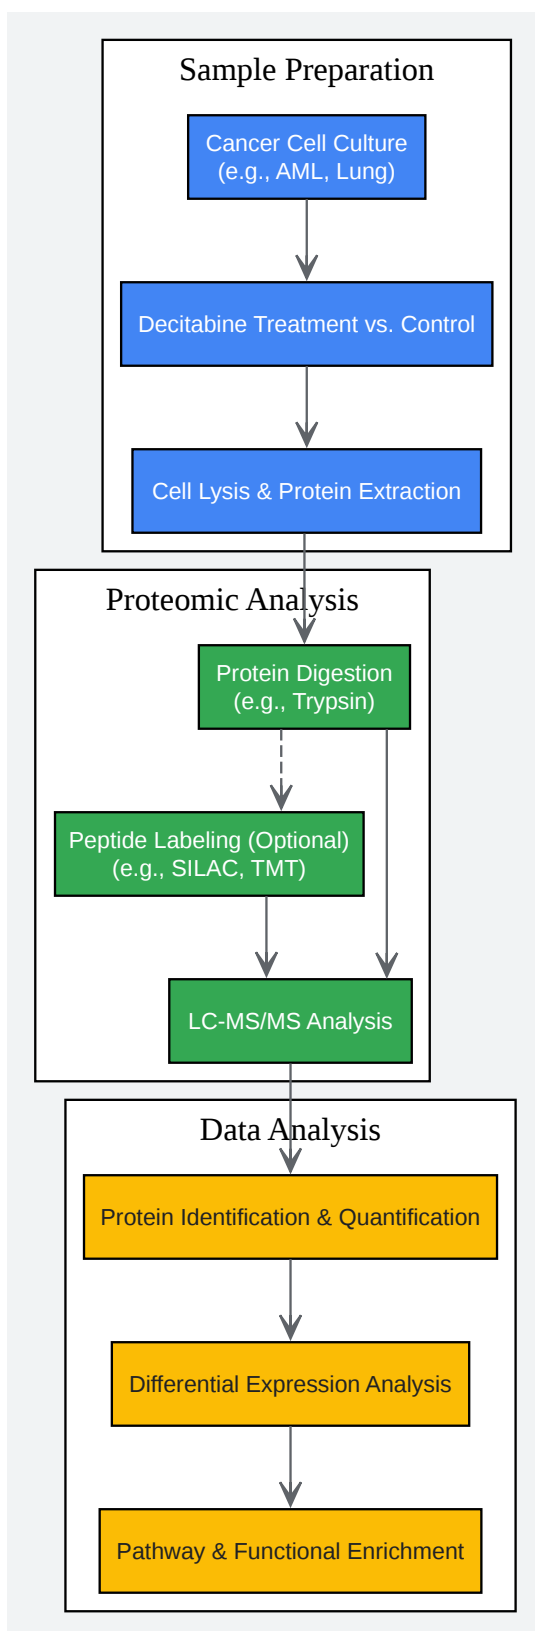 Sample Preparation
Cancer Cell Culture
(e.g., AML, Lung)
Decitabine Treatment vs. Control
Cell Lysis & Protein Extraction
Proteomic Analysis
Protein Digestion
(e.g., Trypsin)
Peptide Labeling (Optional)
(e.g., SILAC, TMT)
LC-MS/MS Analysis
Data Analysis
Protein Identification & Quantification
Differential Expression Analysis
Pathway & Functional Enrichment